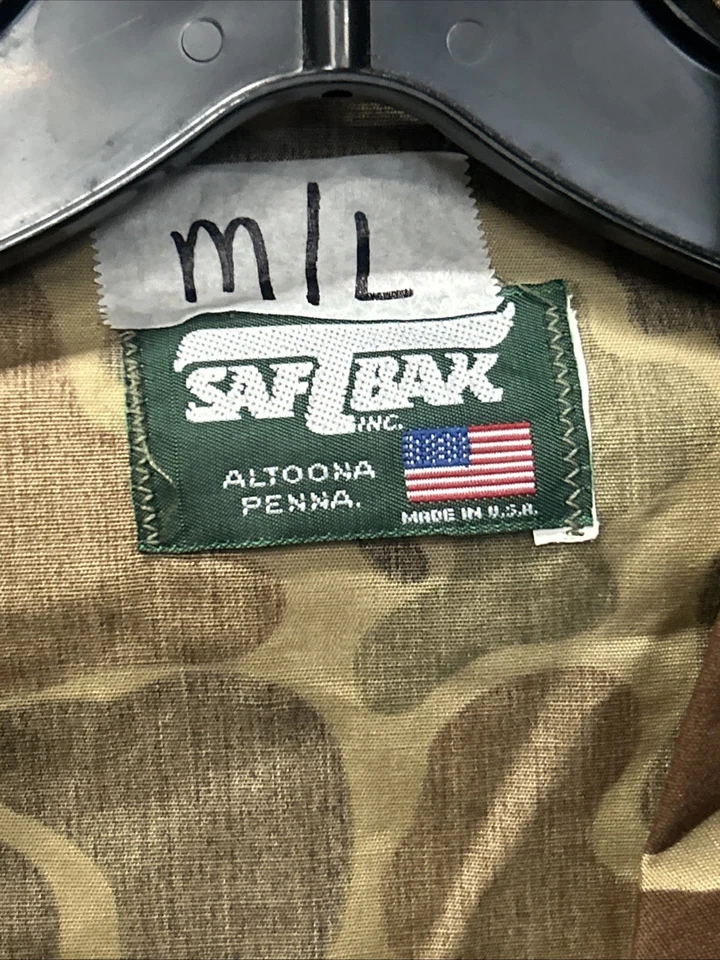 M/L
SAFTBAK
INC.
ALTOONA
PENNA.
MADE IN U.S.A.